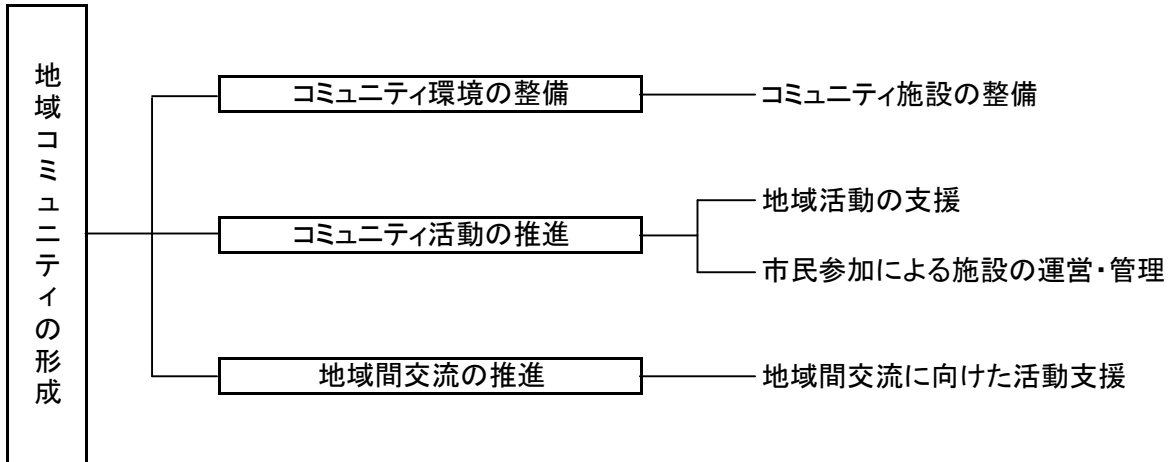 地域コミュニティの形成
コミュニティ環境の整備
コミュニティ施設の整備
コミュニティ活動の推進
地域活動の支援
市民参加による施設の運営・管理
地域間交流の推進
地域間交流に向けた活動支援